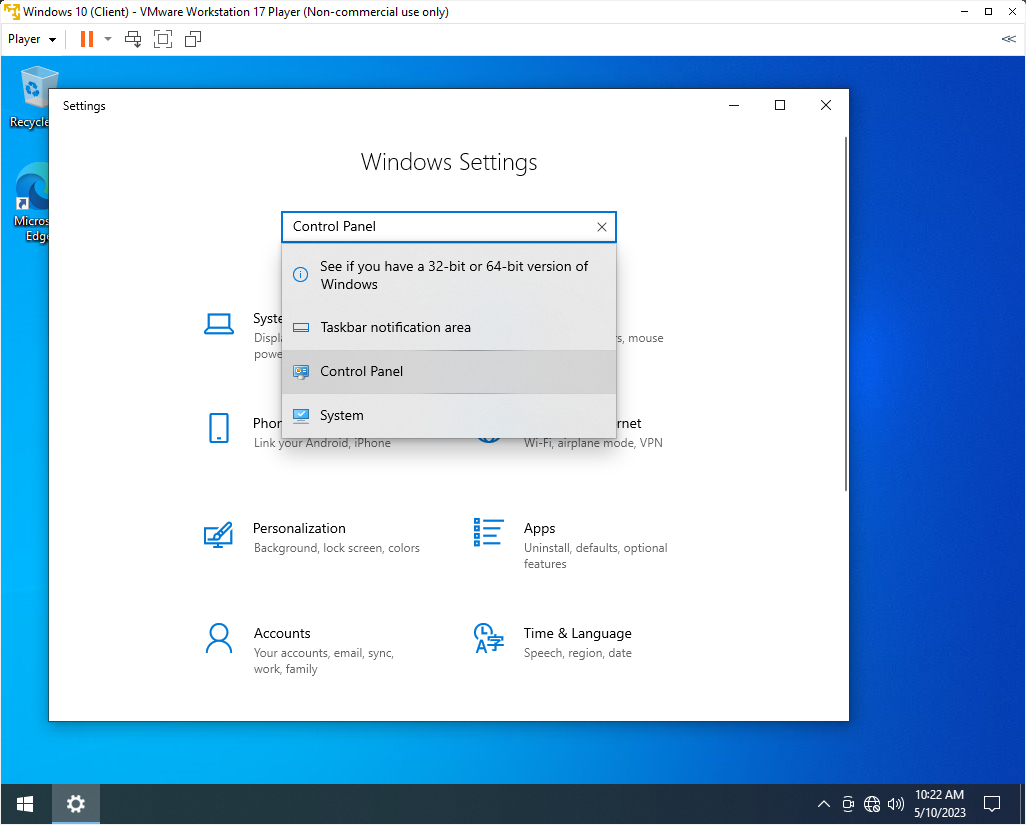 Windows 10 (Client) - VMware Workstation 17 Player (Non-commercial use only)
Player
Recycle
Micros
Edge
Settings
Windows Settings
Control Panel
See if you have a 32-bit or 64-bit version of
Windows
Taskbar notification area
Control Panel
System
Syste
Displa
powe
s, mouse
Phon
Link your Android, iPhone
rnet
Wi-Fi, airplane mode, VPN
Personalization
Background, lock screen, colors
Apps
Uninstall, defaults, optional
features
Accounts
Your accounts, email, sync,
work, family
Time & Language
Speech, region, date
10:22 AM
5/10/2023